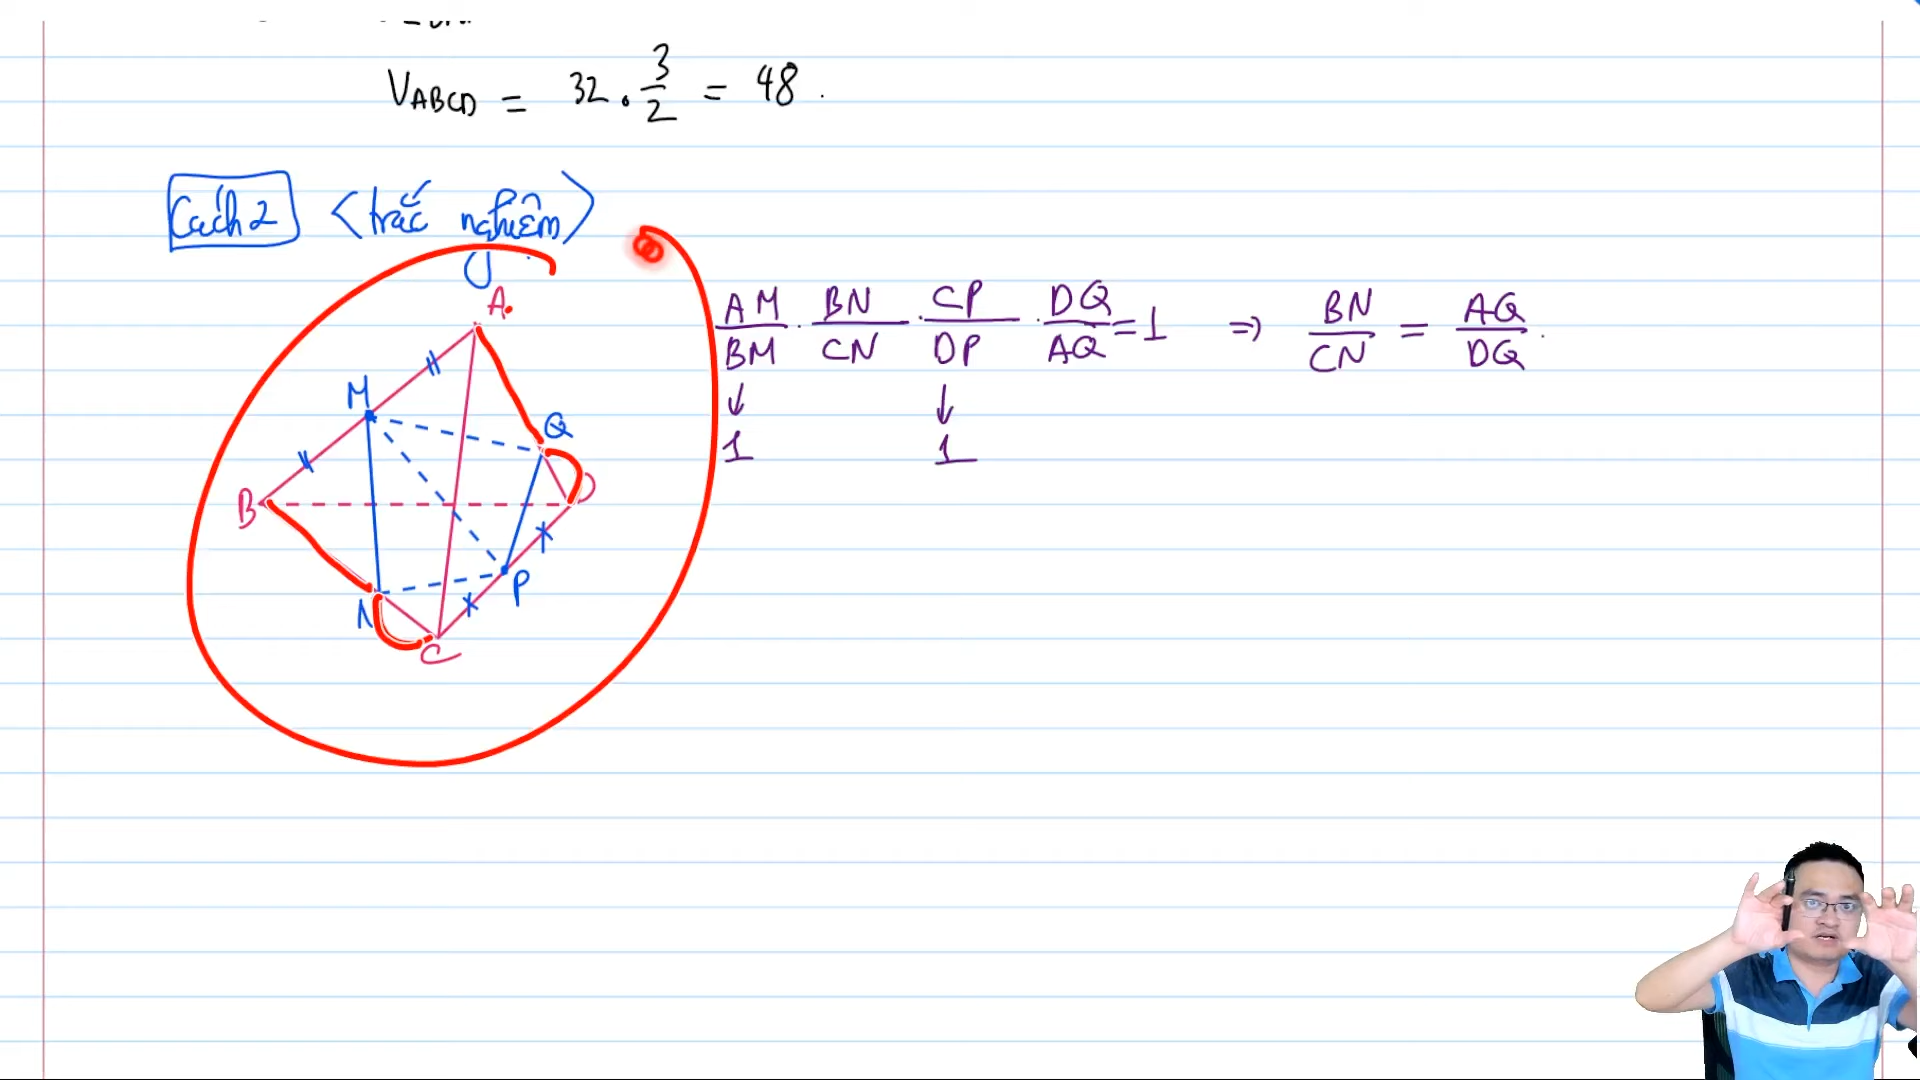 V_ABCD = 32 . 3/2 = 48 .
Cách 2 < trắc nghiệm >
AM/BM . BN/CN . CP/DP . DQ/AQ = 1 => BN/CN = AQ/DQ .
↓ ↓
1 1
A
M
Q
B
D
N
P
C